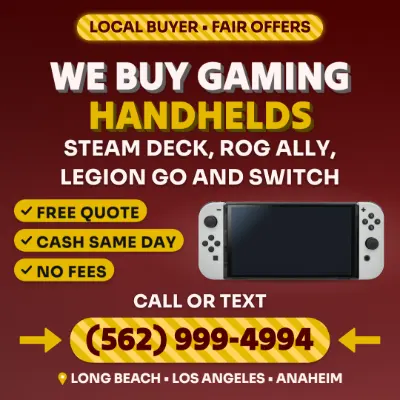 LOCAL BUYER • FAIR OFFERS
WE BUY GAMING
HANDHELDS
STEAM DECK, ROG ALLY,
LEGION GO AND SWITCH
FREE QUOTE
CASH SAME DAY
NO FEES
CALL OR TEXT
(562) 999-4994
LONG BEACH • LOS ANGELES • ANAHEIM